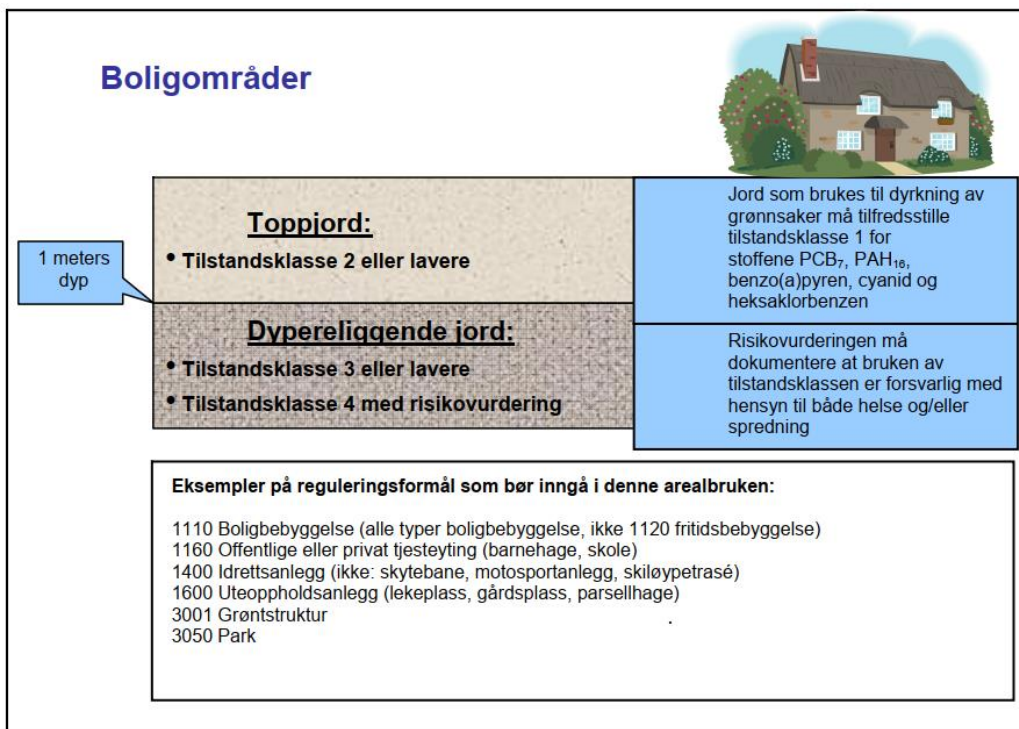 Boligområder
Toppjord:
• Tilstandsklasse 2 eller lavere
Jord som brukes til dyrkning av
grønnsaker må tilfredsstille
tilstandsklasse 1 for
stoffene PCB₇, PAH₁₆,
benzo(a)pyren, cyanid og
heksaklorbenzen
1 meters
dyp
Dypereliggende jord:
• Tilstandsklasse 3 eller lavere
• Tilstandsklasse 4 med risikovurdering
Risikovurderingen må
dokumentere at bruken av
tilstandsklassen er forsvarlig med
hensyn til både helse og/eller
spredning
Eksempler på reguleringsformål som bør inngå i denne arealbruken:
1110 Boligbebyggelse (alle typer boligbebyggelse, ikke 1120 fritidsbebyggelse)
1160 Offentlige eller privat tjesteyting (barnehage, skole)
1400 Idrettsanlegg (ikke: skytebane, motosportanlegg, skiløypetrasé)
1600 Uteoppholdsanlegg (lekeplass, gårdsplass, parsellhage)
3001 Grøntstruktur
3050 Park